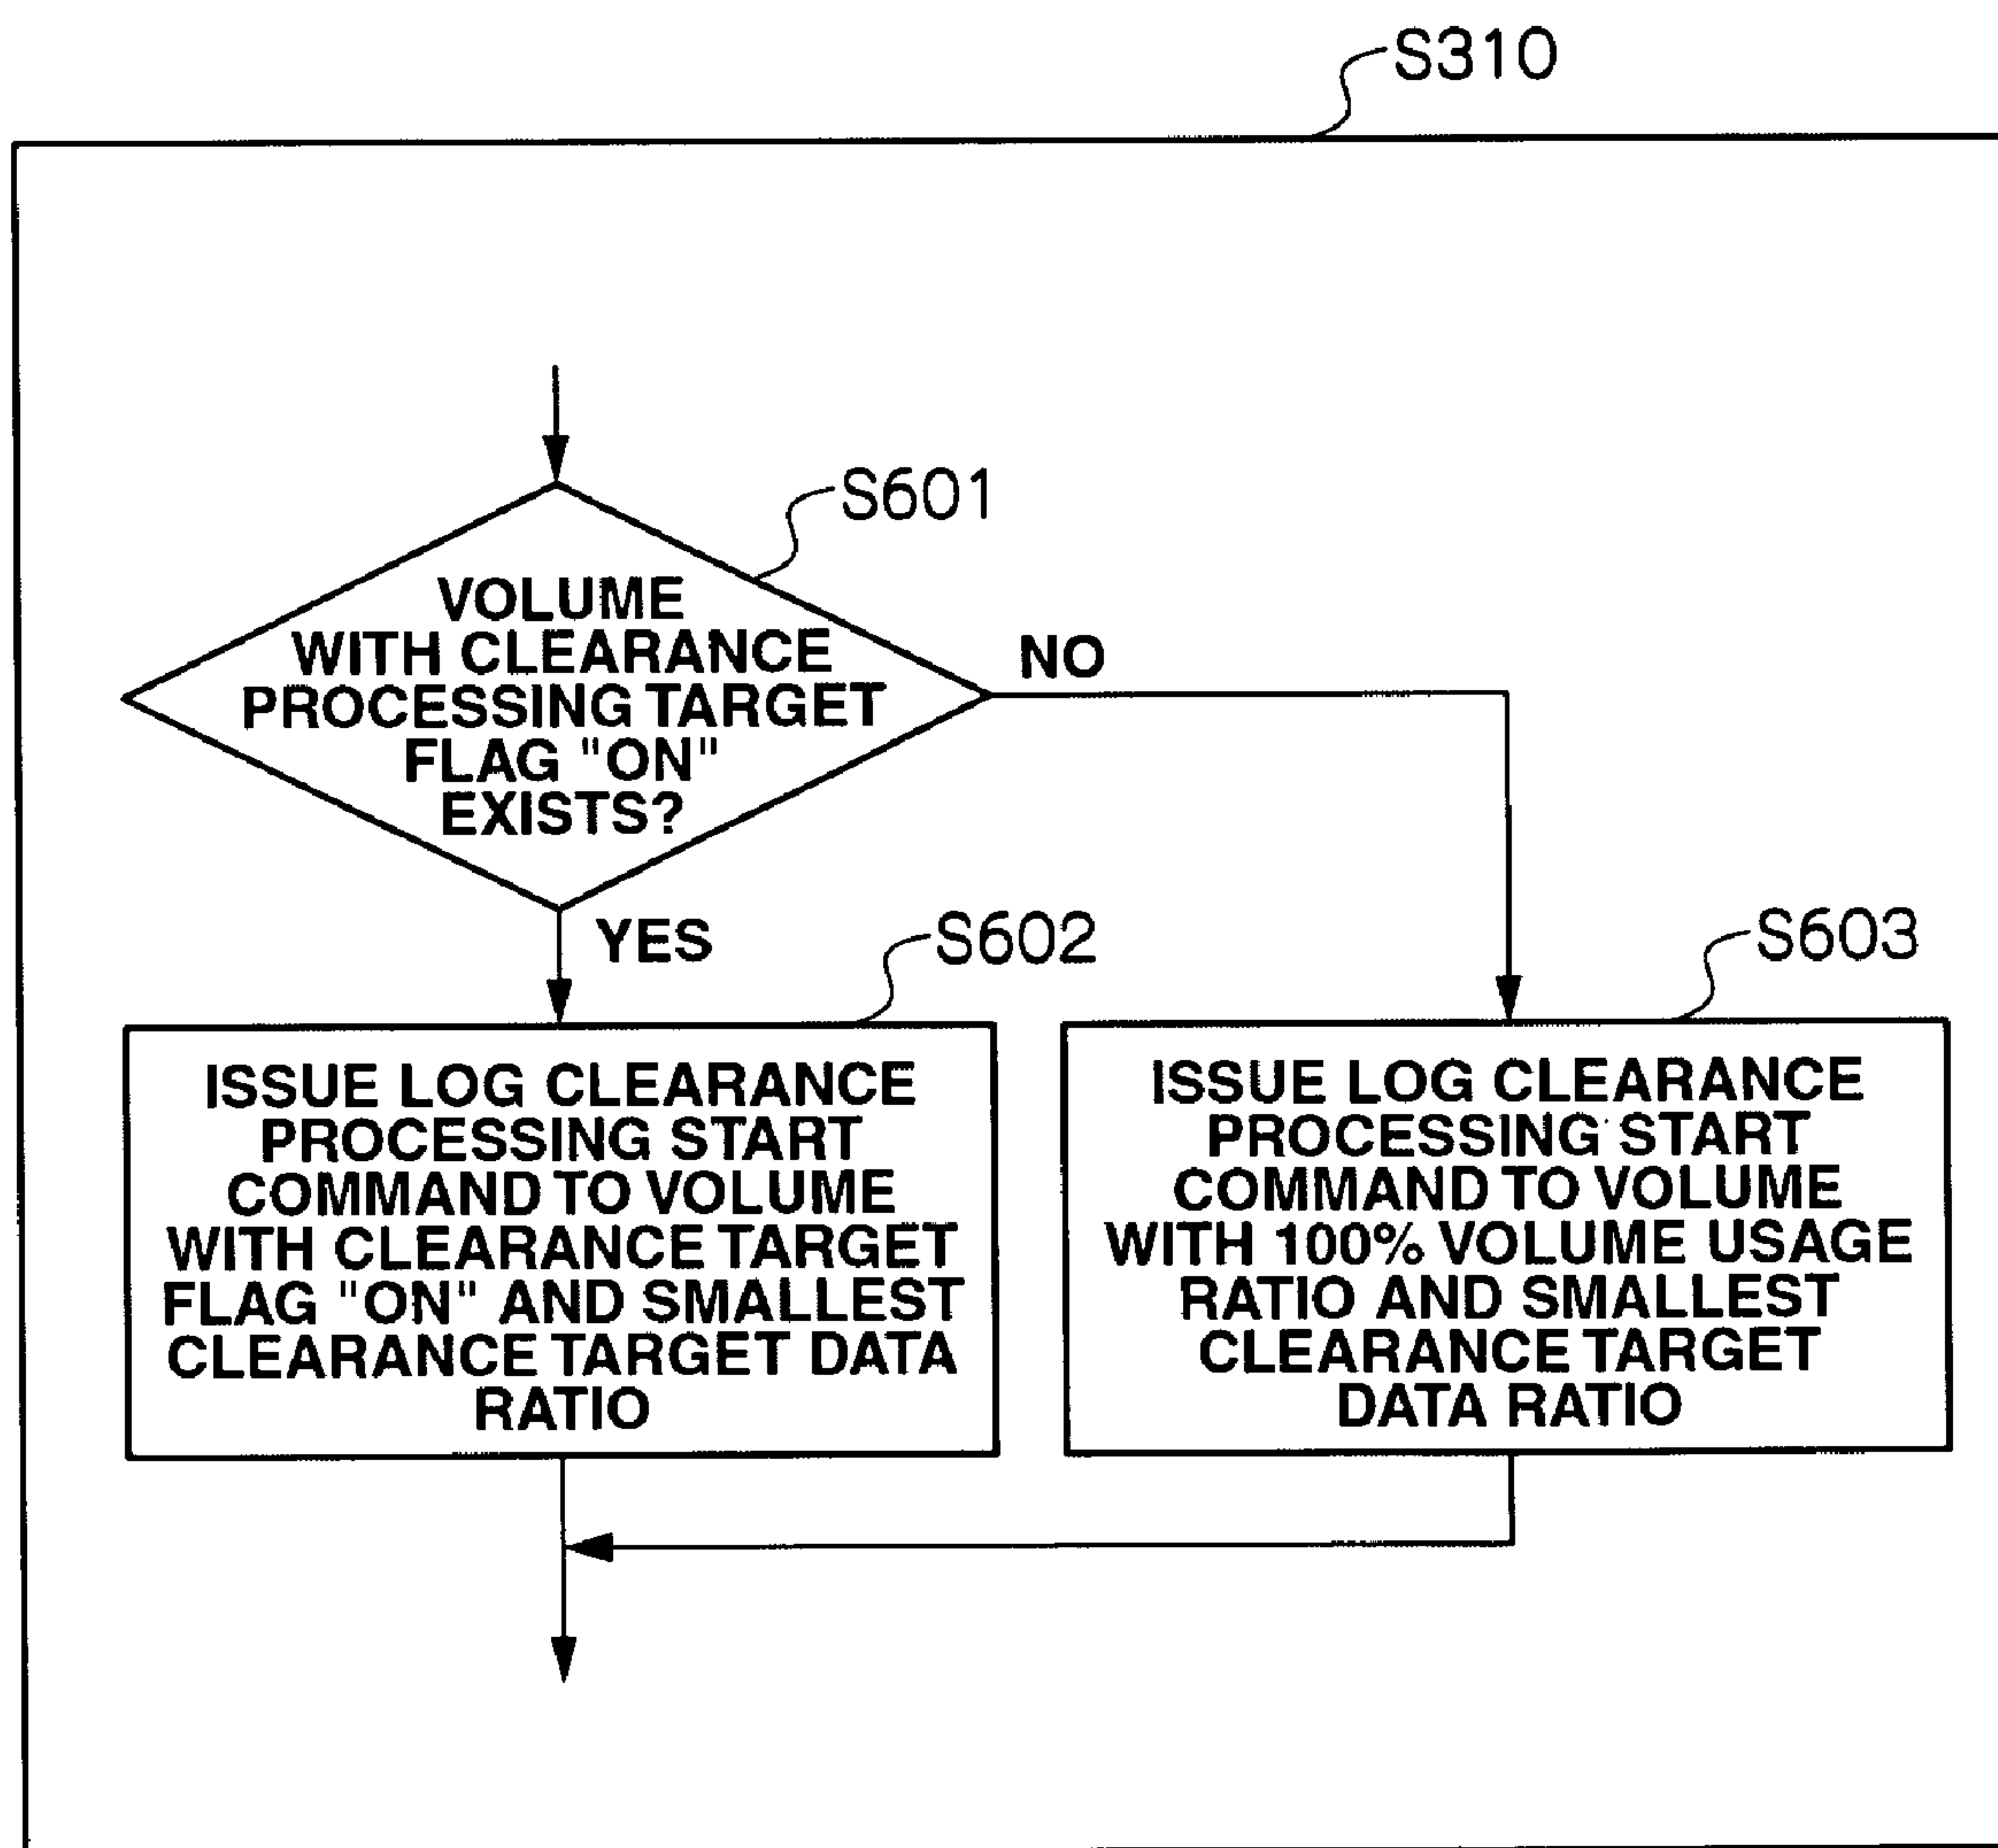 S310
S601
VOLUME
WITH CLEARANCE
PROCESSING TARGET
FLAG "ON"
EXISTS?
NO
YES
S602
ISSUE LOG CLEARANCE
PROCESSING START
COMMAND TO VOLUME
WITH CLEARANCE TARGET
FLAG "ON" AND SMALLEST
CLEARANCE TARGET DATA
RATIO
S603
ISSUE LOG CLEARANCE
PROCESSING START
COMMAND TO VOLUME
WITH 100% VOLUME USAGE
RATIO AND SMALLEST
CLEARANCE TARGET
DATA RATIO